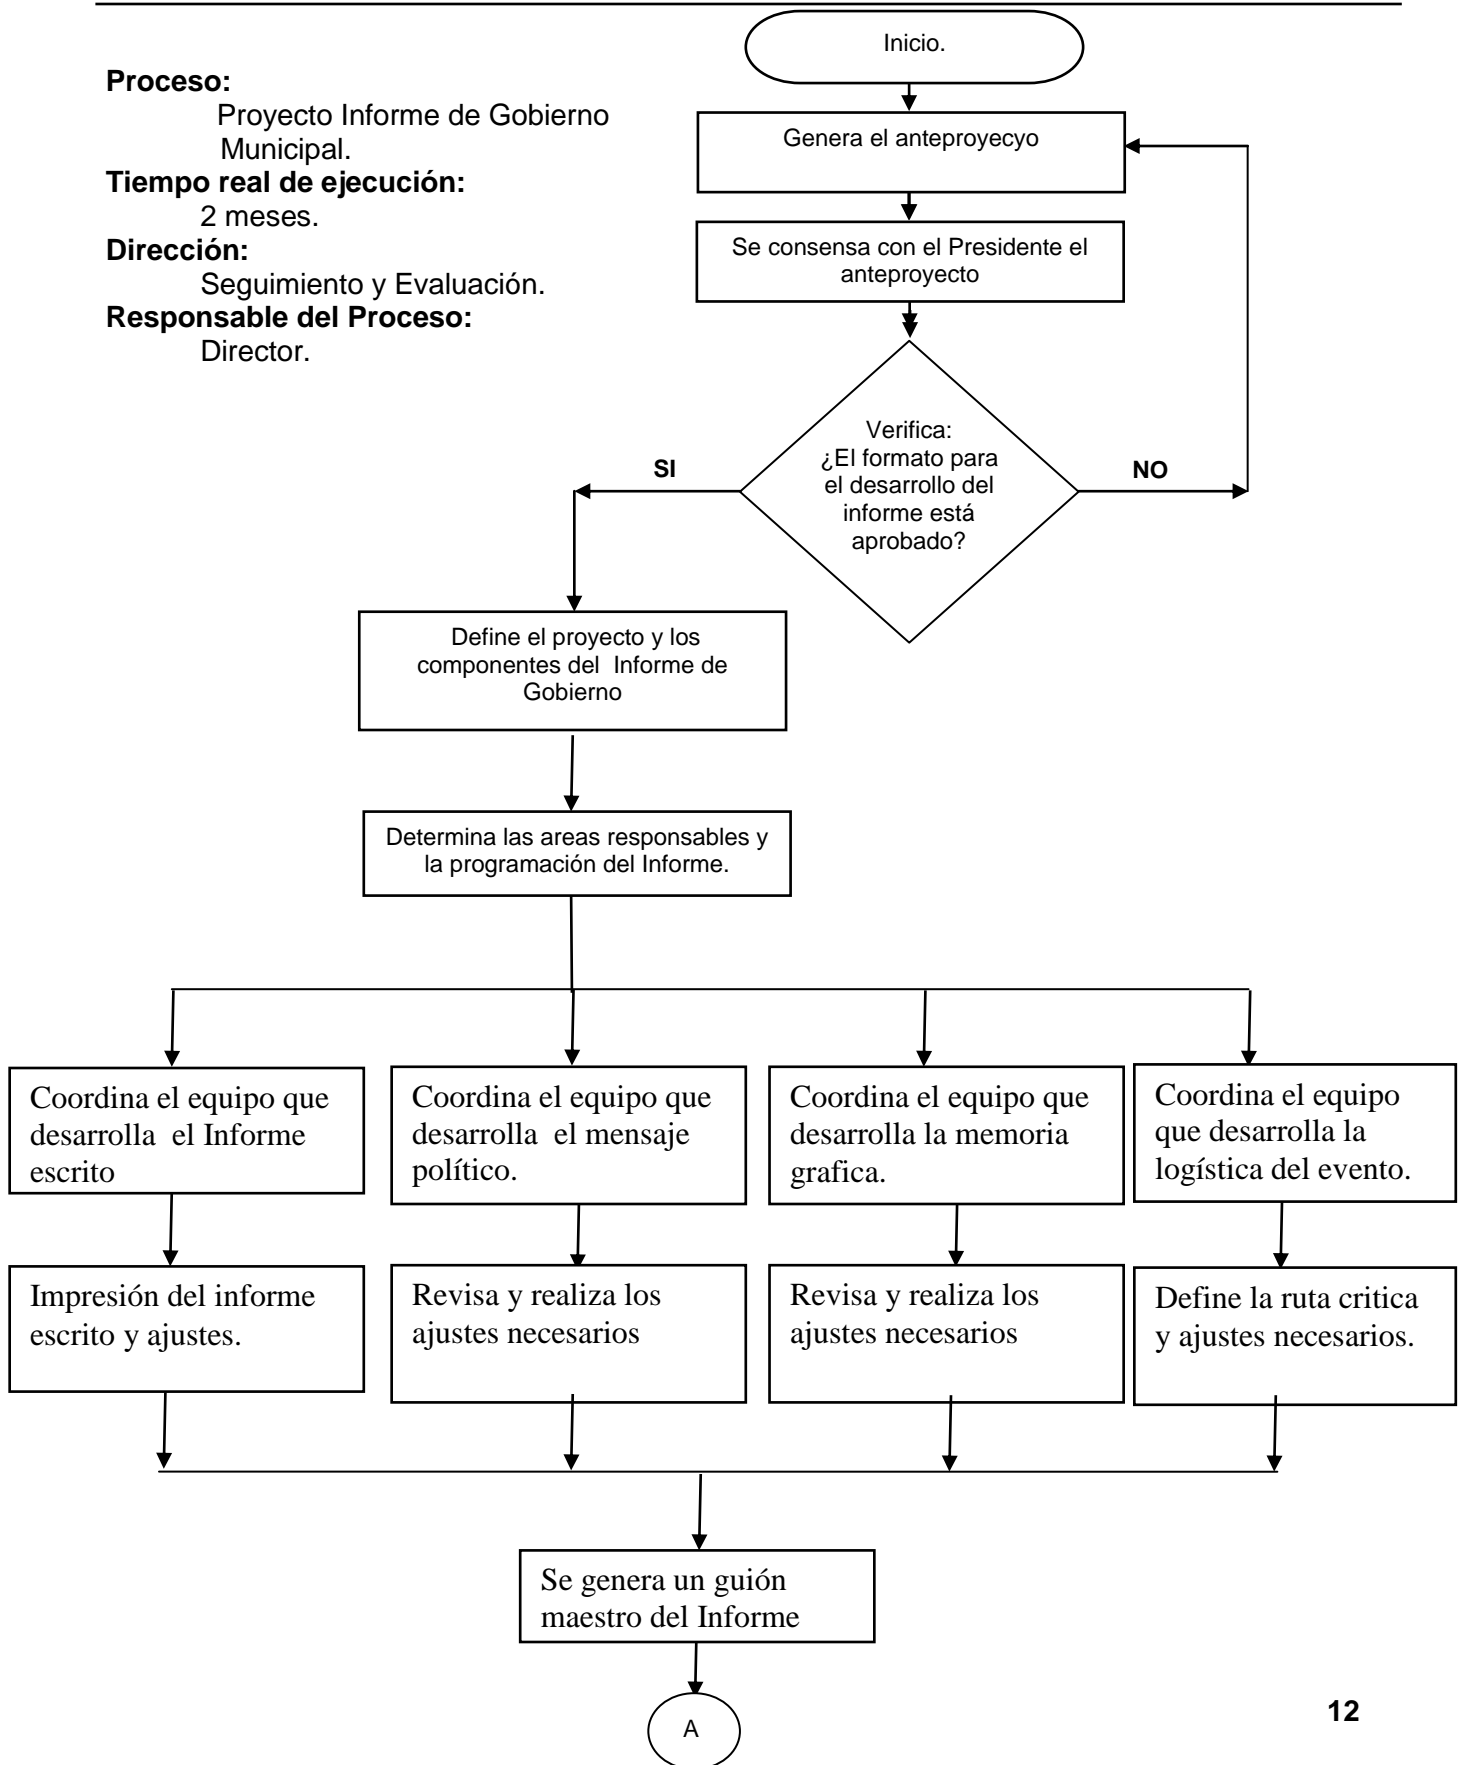 Inicio.
Proceso:
Proyecto Informe de Gobierno
Municipal.
Tiempo real de ejecución:
2 meses.
Dirección:
Seguimiento y Evaluación.
Responsable del Proceso:
Director.
Genera el anteproyecyo
Se consensa con el Presidente el
anteproyecto
Verifica:
¿El formato para
el desarrollo del
informe está
aprobado?
SI
NO
Define el proyecto y los
componentes del  Informe de
Gobierno
Determina las areas responsables y
la programación del Informe.
Coordina el equipo que
desarrolla  el Informe
escrito
Coordina el equipo que
desarrolla  el mensaje
político.
Coordina el equipo que
desarrolla la memoria
grafica.
Coordina el equipo
que desarrolla la
logística del evento.
Impresión del informe
escrito y ajustes.
Revisa y realiza los
ajustes necesarios
Revisa y realiza los
ajustes necesarios
Define la ruta critica
y ajustes necesarios.
Se genera un guión
maestro del Informe
A
12